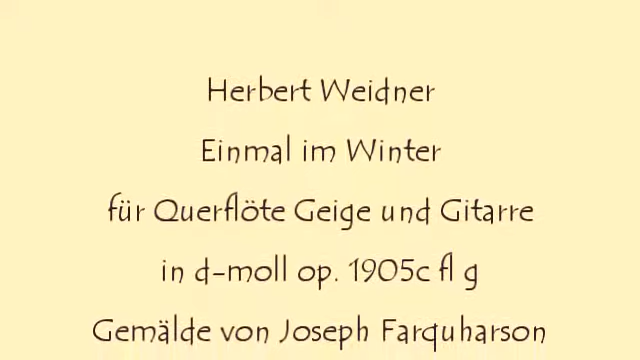 Herbert Weidner
Einmal im Winter
für Querflöte Geige und Gitarre
in d-moll op. 1905c fl g
Gemälde von Joseph Farquharson